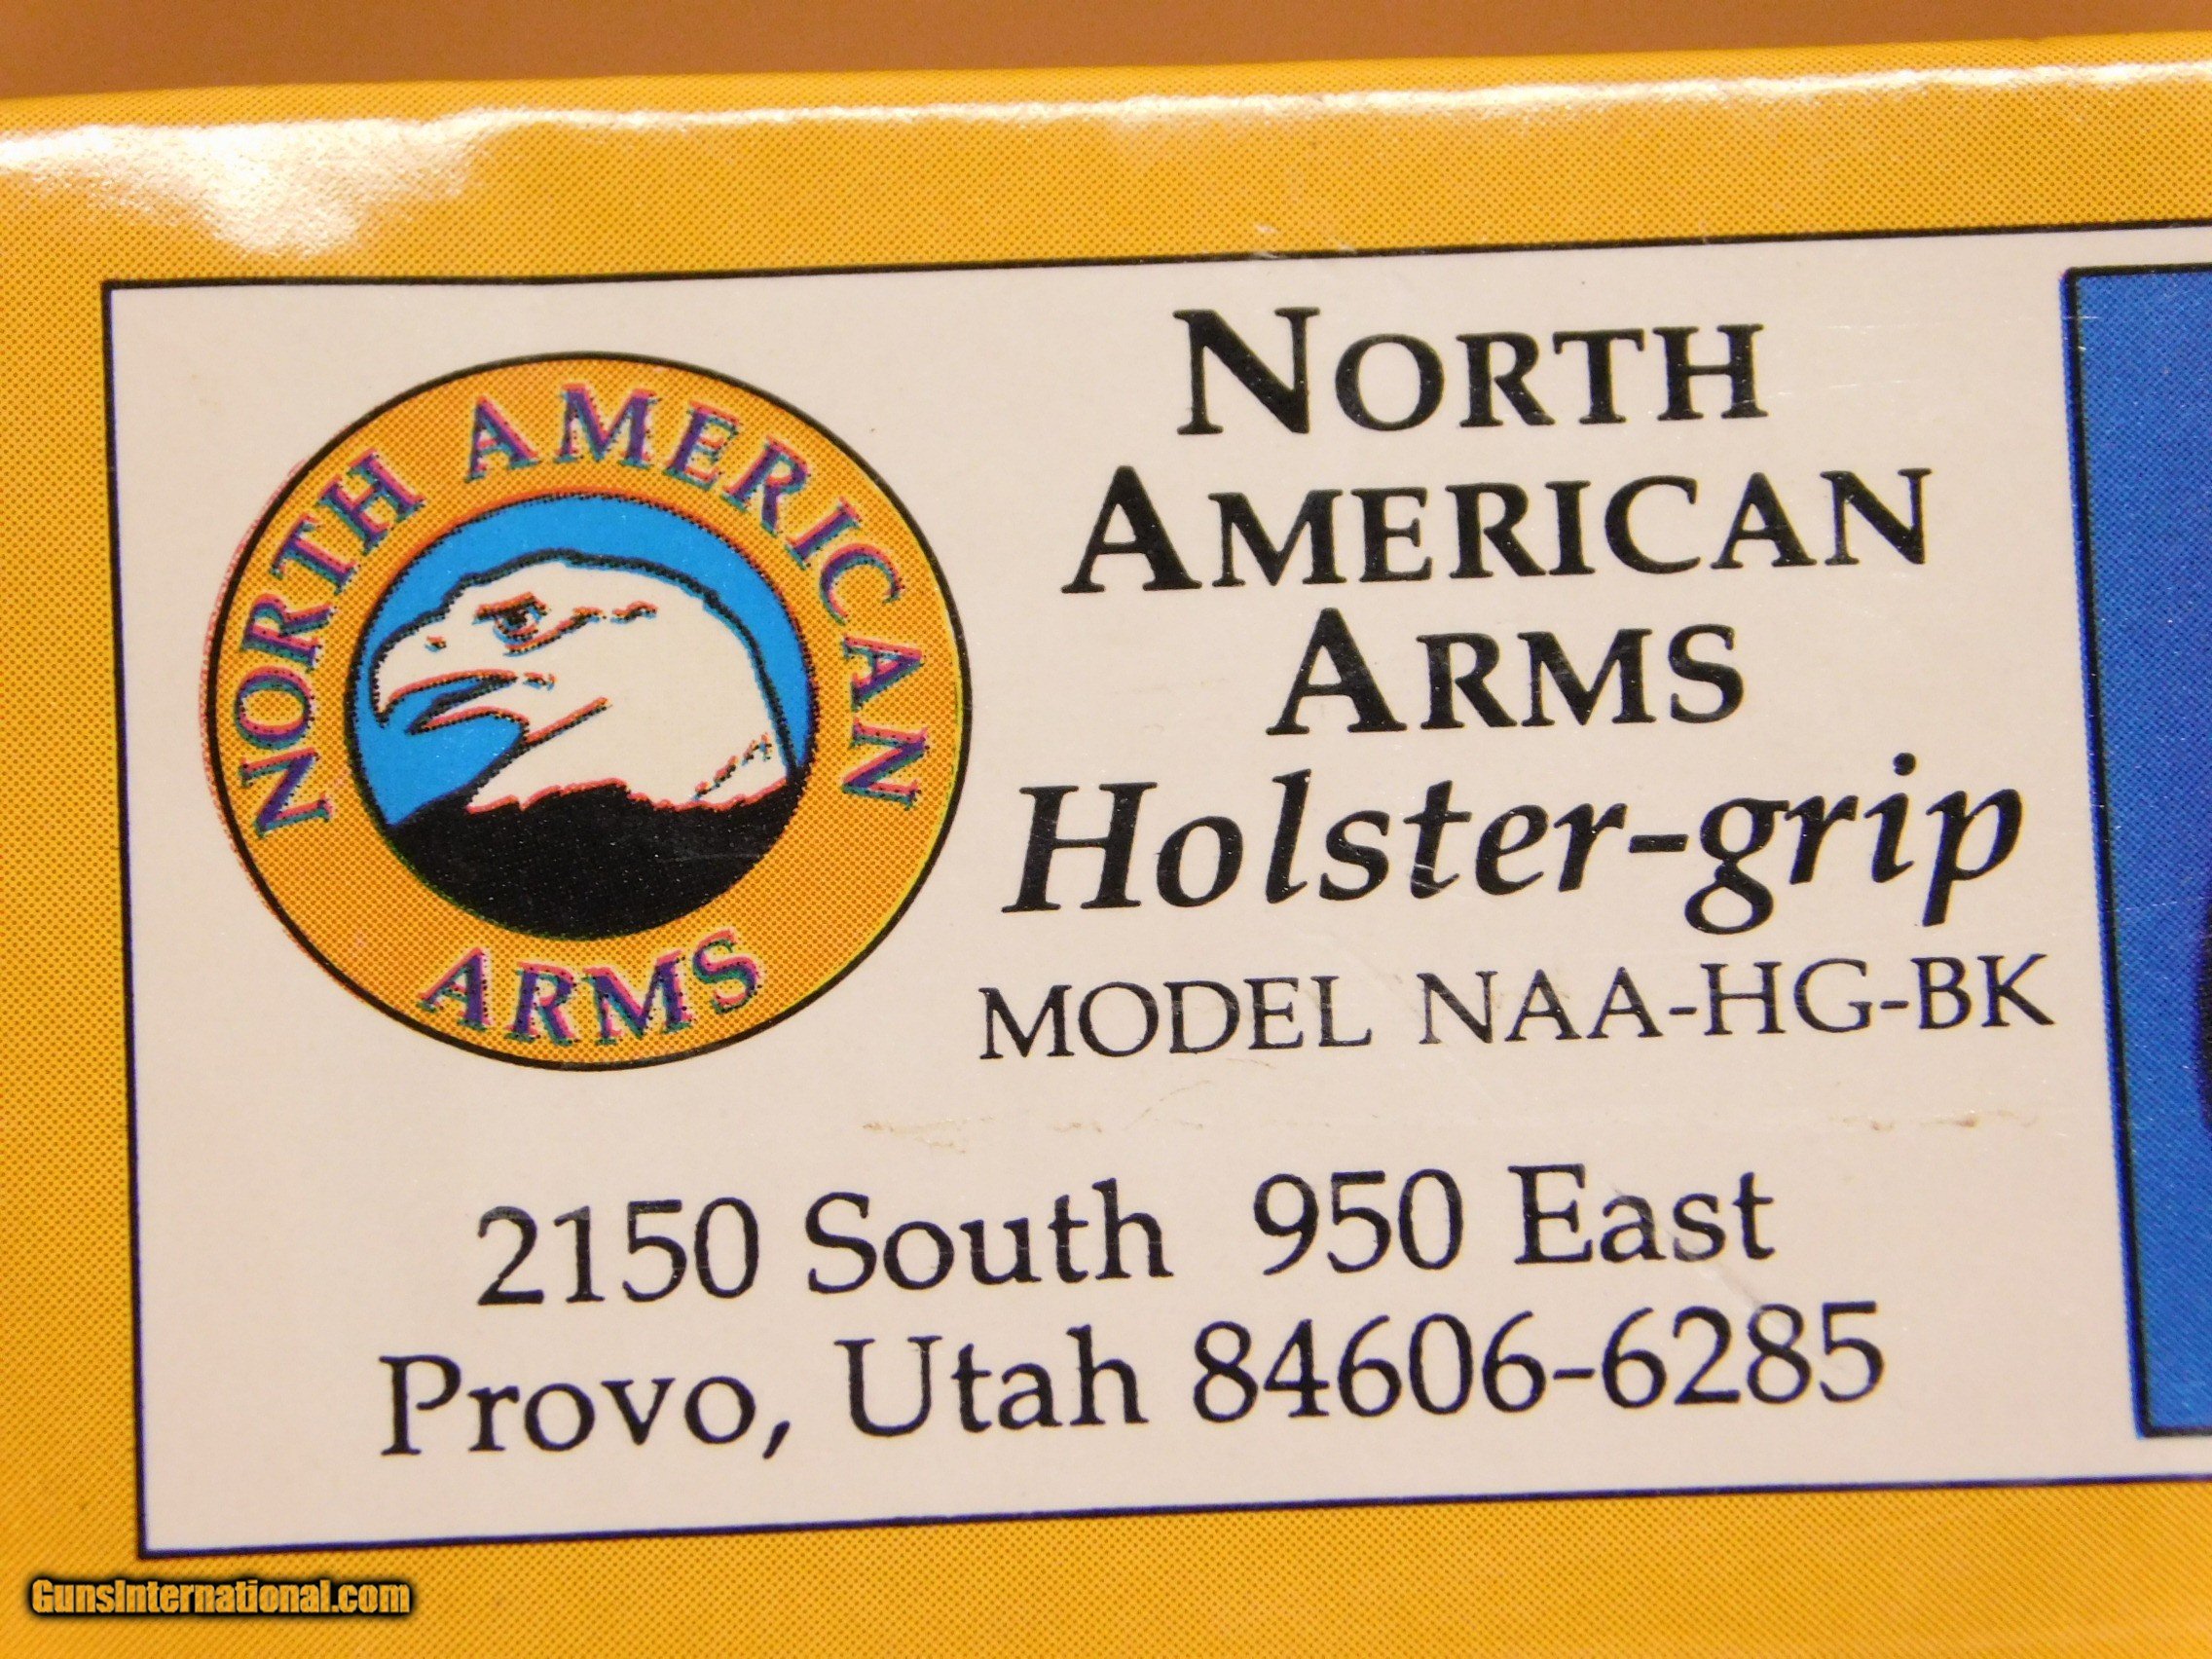 NORTH AMERICAN
ARMS
NORTH
AMERICAN
ARMS
Holster-grip
MODEL NAA-HG-BK
2150 South 950 East
Provo, Utah 84606-6285
GunsInternational.com